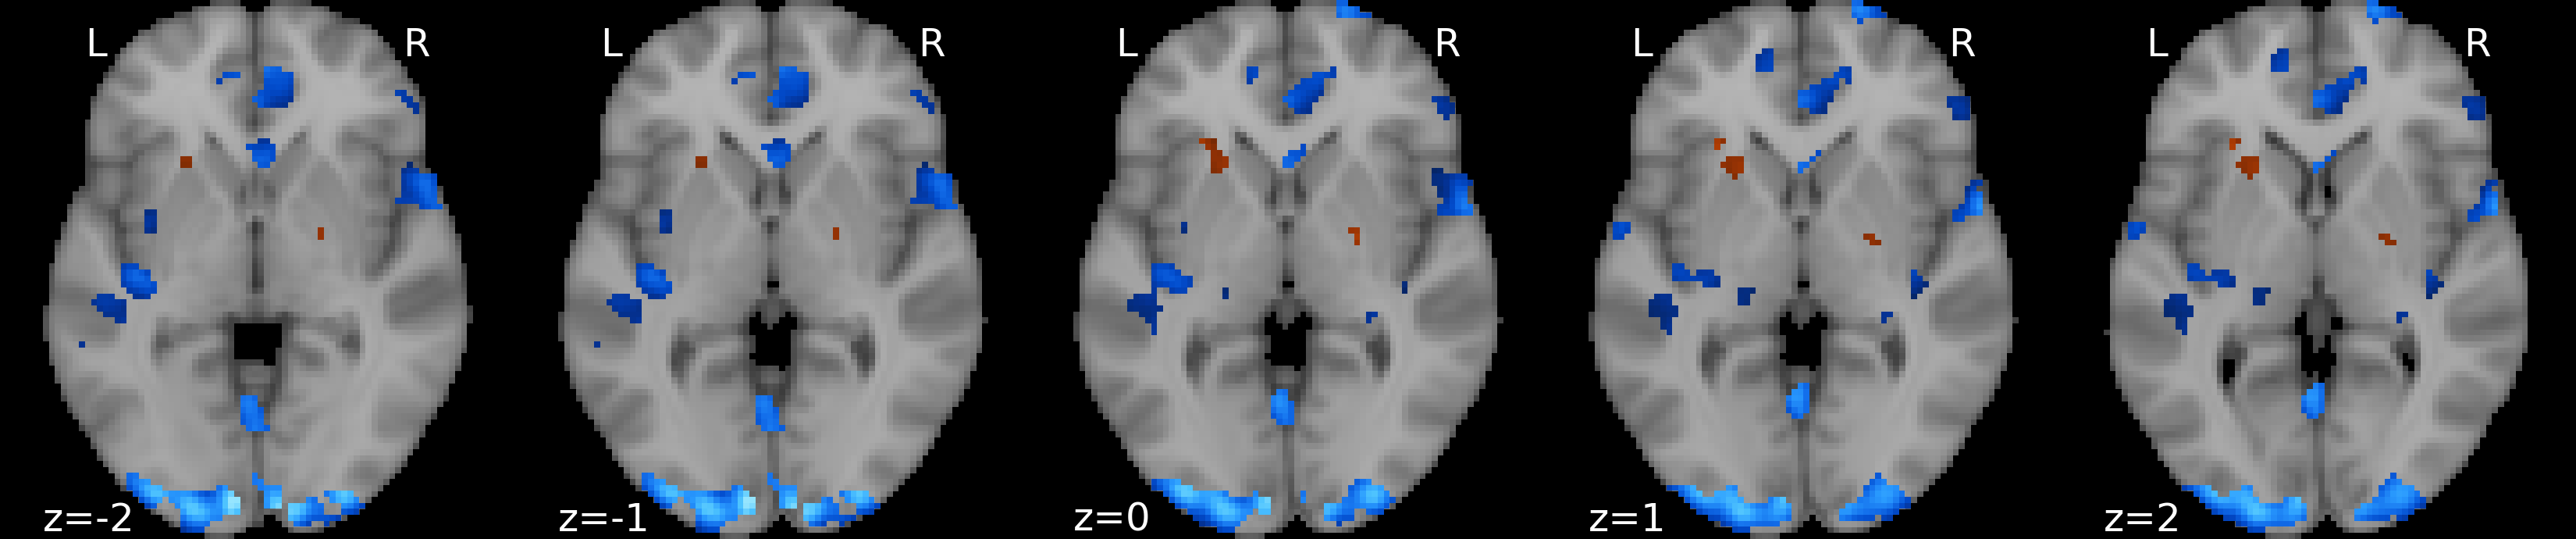 L R L R L R L R L R
z=-2 z=-1 z=0 z=1 z=2